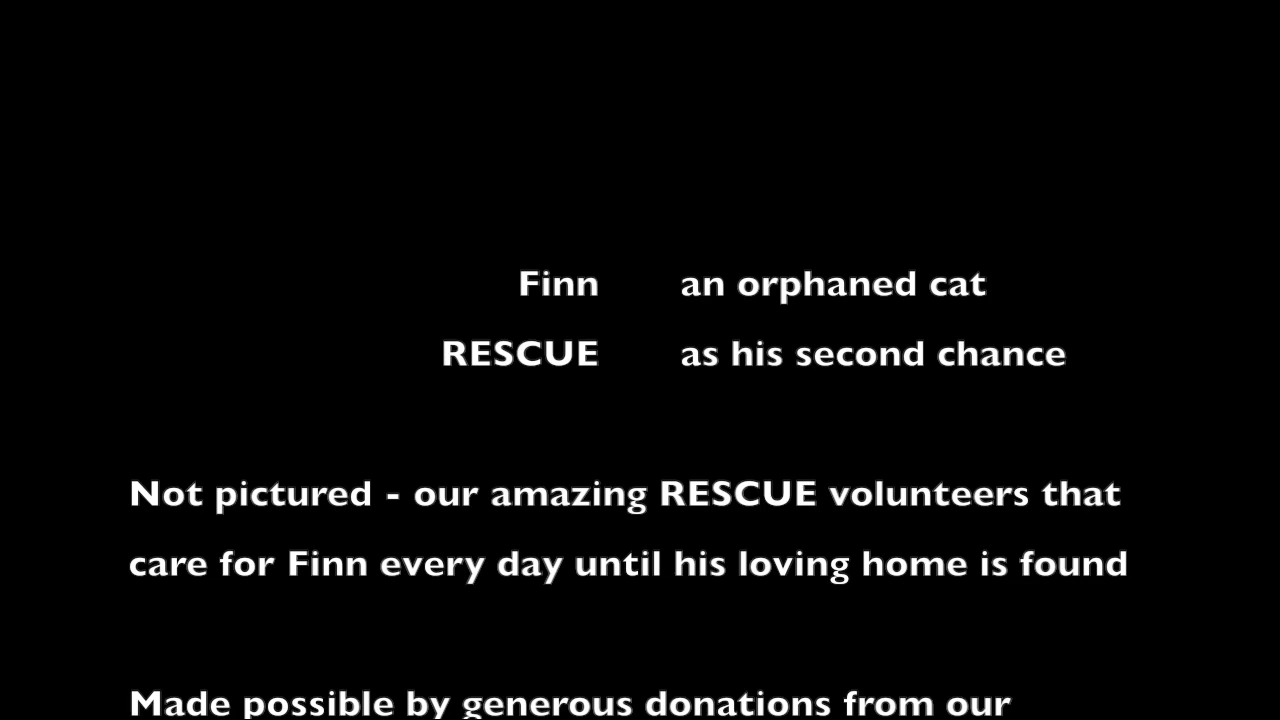 Finn an orphaned cat
RESCUE as his second chance
Not pictured - our amazing RESCUE volunteers that
care for Finn every day until his loving home is found
Made possible by generous donations from our